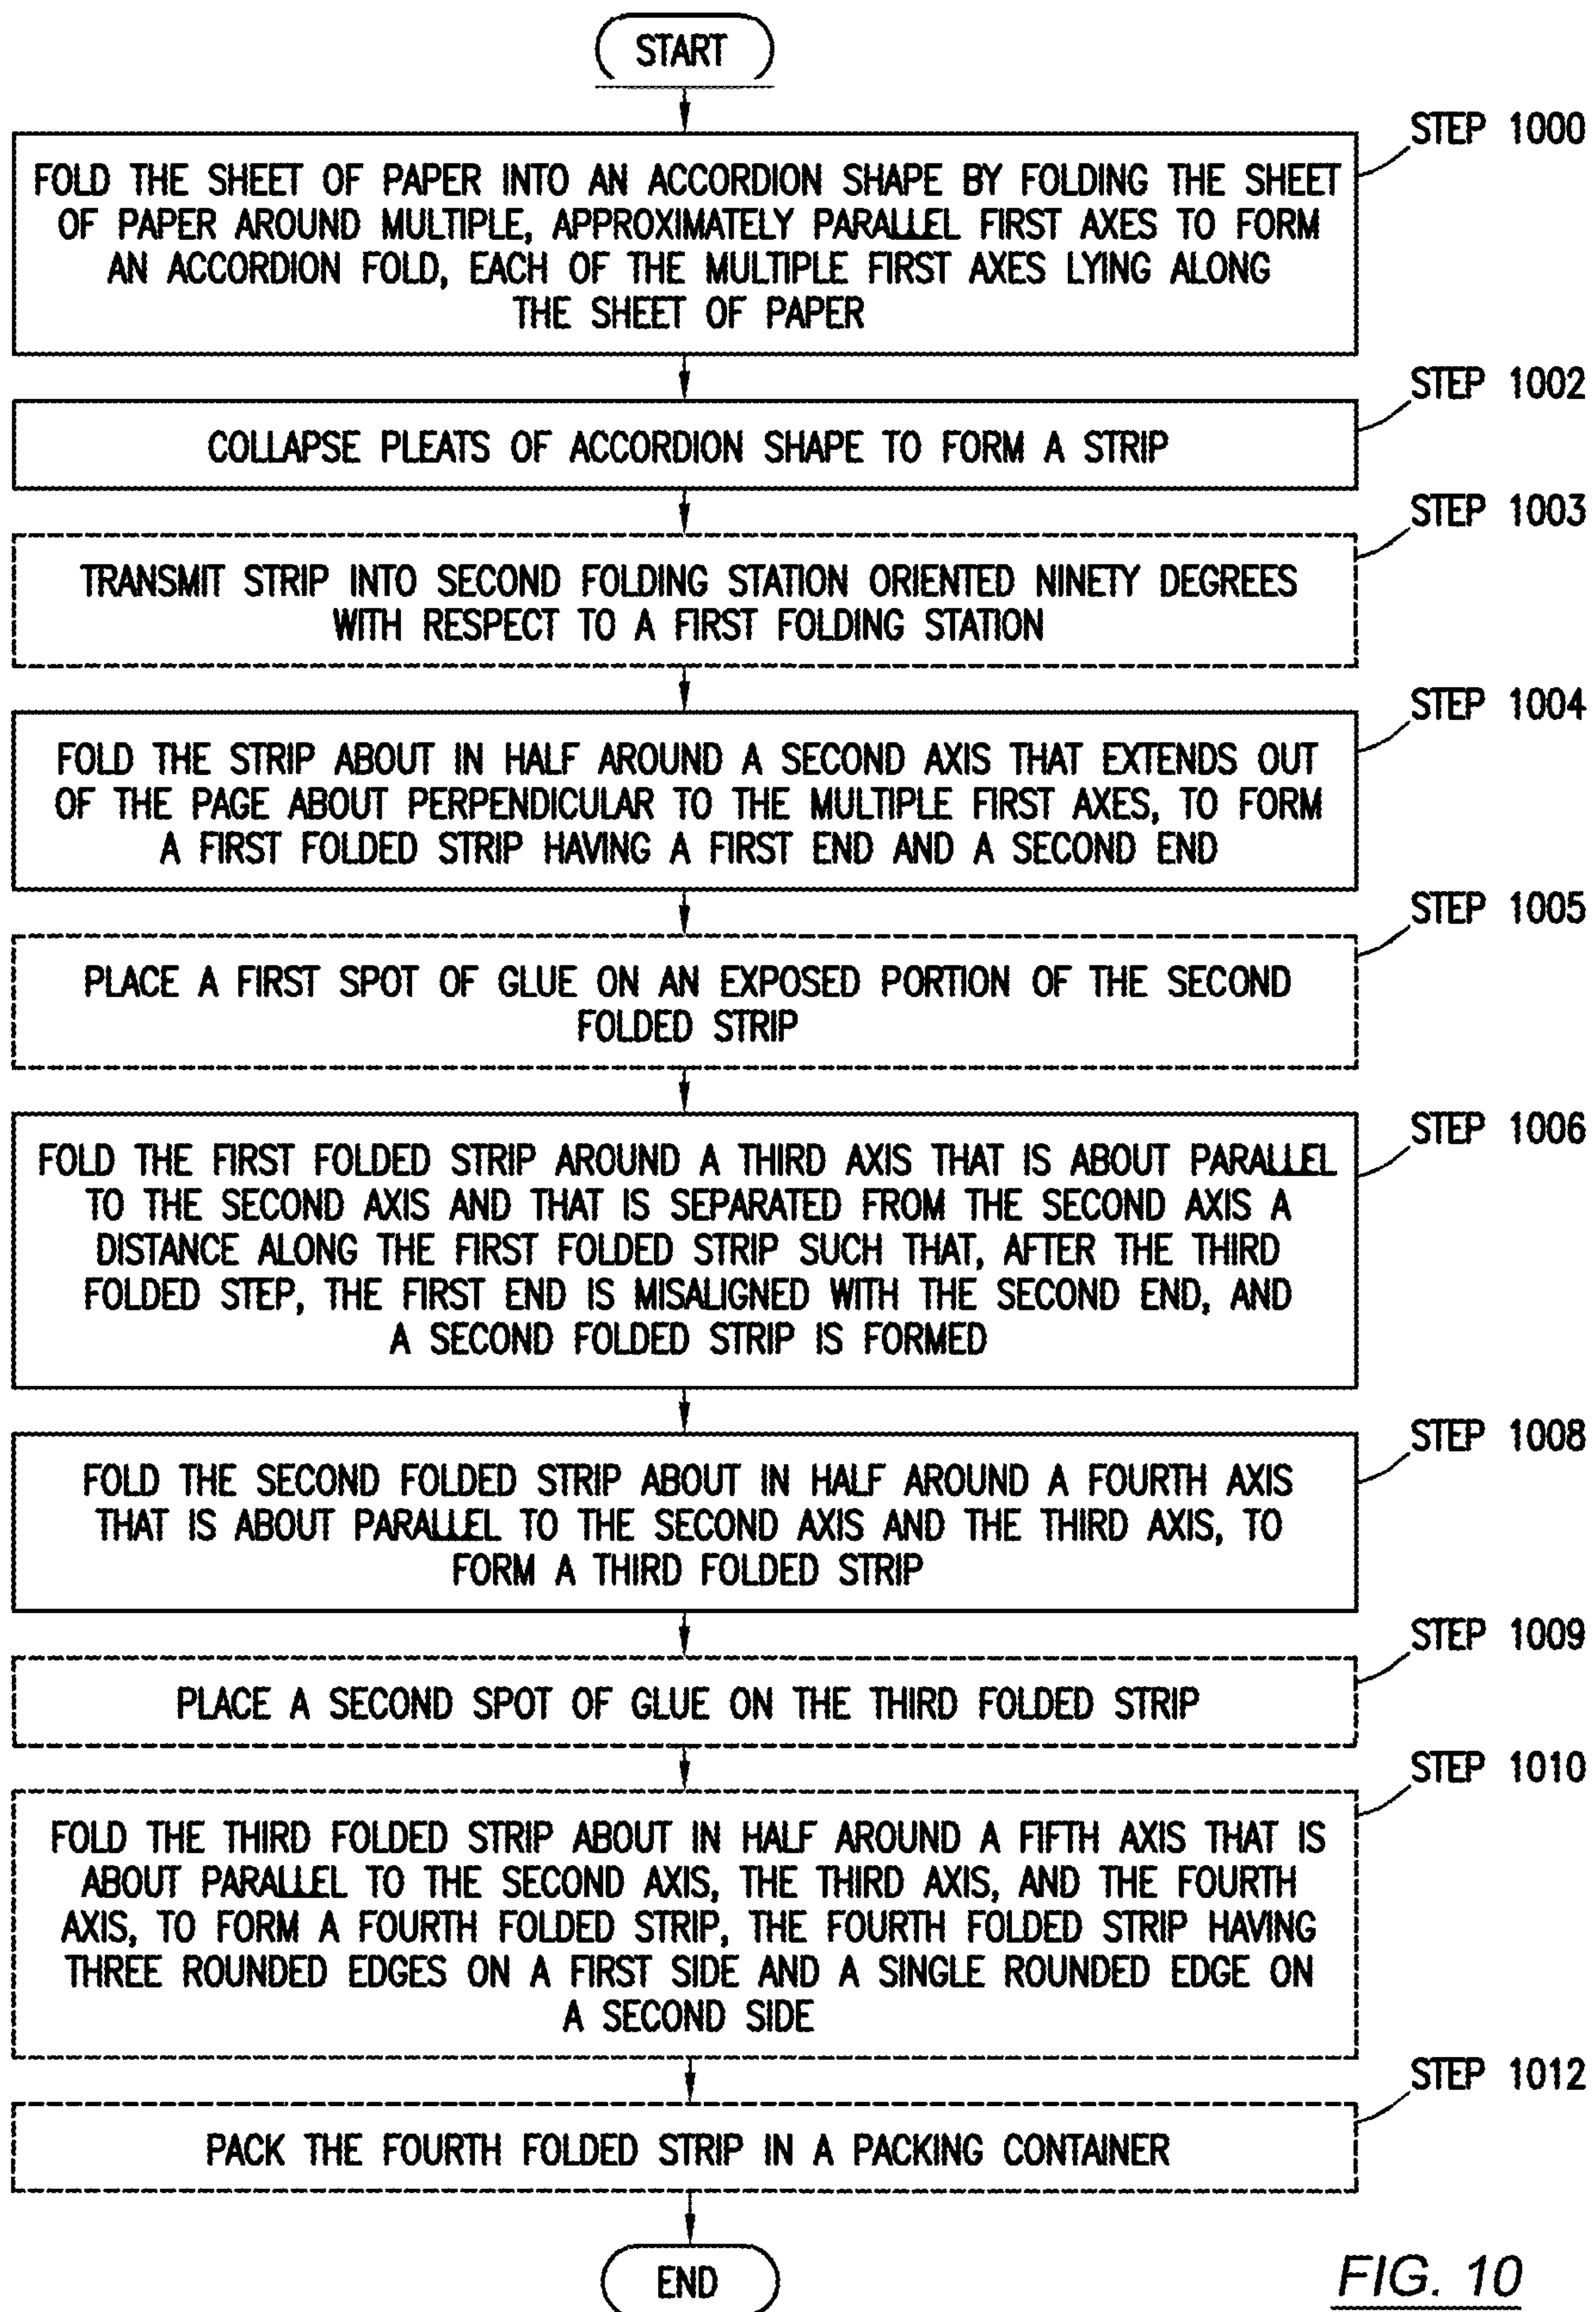 START
STEP 1000
FOLD THE SHEET OF PAPER INTO AN ACCORDION SHAPE BY FOLDING THE SHEET
OF PAPER AROUND MULTIPLE, APPROXIMATELY PARALLEL FIRST AXES TO FORM
AN ACCORDION FOLD, EACH OF THE MULTIPLE FIRST AXES LYING ALONG
THE SHEET OF PAPER
STEP 1002
COLLAPSE PLEATS OF ACCORDION SHAPE TO FORM A STRIP
STEP 1003
TRANSMIT STRIP INTO SECOND FOLDING STATION ORIENTED NINETY DEGREES
WITH RESPECT TO A FIRST FOLDING STATION
STEP 1004
FOLD THE STRIP ABOUT IN HALF AROUND A SECOND AXIS THAT EXTENDS OUT
OF THE PAGE ABOUT PERPENDICULAR TO THE MULTIPLE FIRST AXES, TO FORM
A FIRST FOLDED STRIP HAVING A FIRST END AND A SECOND END
STEP 1005
PLACE A FIRST SPOT OF GLUE ON AN EXPOSED PORTION OF THE SECOND
FOLDED STRIP
STEP 1006
FOLD THE FIRST FOLDED STRIP AROUND A THIRD AXIS THAT IS ABOUT PARALLEL
TO THE SECOND AXIS AND THAT IS SEPARATED FROM THE SECOND AXIS A
DISTANCE ALONG THE FIRST FOLDED STRIP SUCH THAT, AFTER THE THIRD
FOLDED STEP, THE FIRST END IS MISALIGNED WITH THE SECOND END, AND
A SECOND FOLDED STRIP IS FORMED
STEP 1008
FOLD THE SECOND FOLDED STRIP ABOUT IN HALF AROUND A FOURTH AXIS
THAT IS ABOUT PARALLEL TO THE SECOND AXIS AND THE THIRD AXIS, TO
FORM A THIRD FOLDED STRIP
STEP 1009
PLACE A SECOND SPOT OF GLUE ON THE THIRD FOLDED STRIP
STEP 1010
FOLD THE THIRD FOLDED STRIP ABOUT IN HALF AROUND A FIFTH AXIS THAT IS
ABOUT PARALLEL TO THE SECOND AXIS, THE THIRD AXIS, AND THE FOURTH
AXIS, TO FORM A FOURTH FOLDED STRIP, THE FOURTH FOLDED STRIP HAVING
THREE ROUNDED EDGES ON A FIRST SIDE AND A SINGLE ROUNDED EDGE ON
A SECOND SIDE
STEP 1012
PACK THE FOURTH FOLDED STRIP IN A PACKING CONTAINER
END
FIG. 10